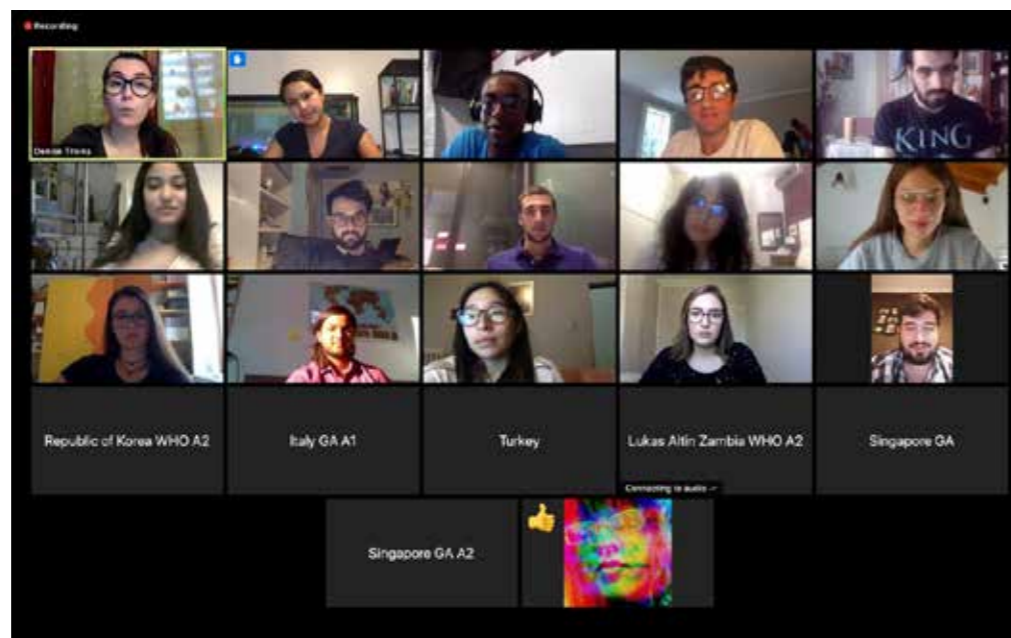 Recording
KING
Republic of Korea WHO A2
Italy GA A1
Turkey
Lukas Altin Zambia WHO A2
Singapore GA
Connecting to audio
Singapore GA A2